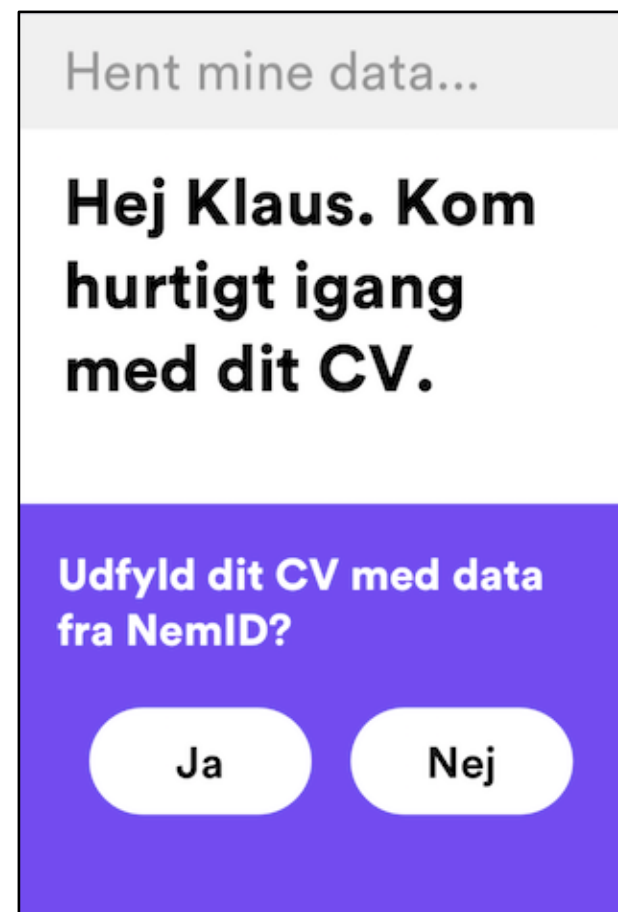 Hent mine data...
Hej Klaus. Kom
hurtigt igang
med dit CV.
Udfyld dit CV med data
fra NemID?
Ja
Nej